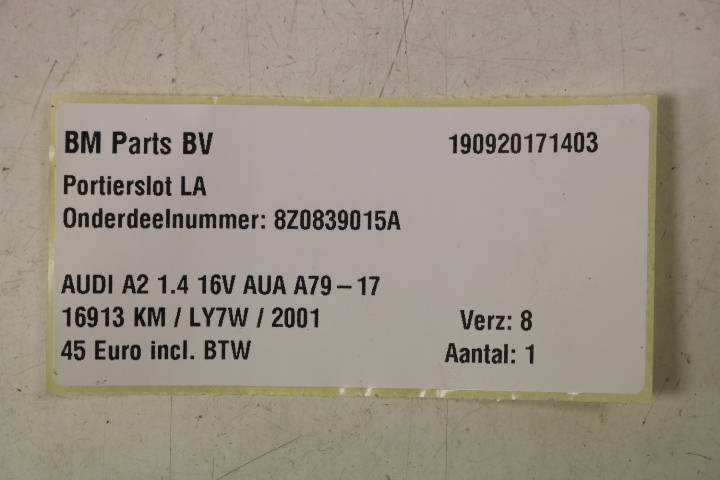 BM Parts BV 190920171403
Portierslot LA
Onderdeelnummer: 8Z0839015A
AUDI A2 1.4 16V AUA A79-17
16913 KM / LY7W / 2001 Verz: 8
45 Euro incl. BTW Aantal: 1